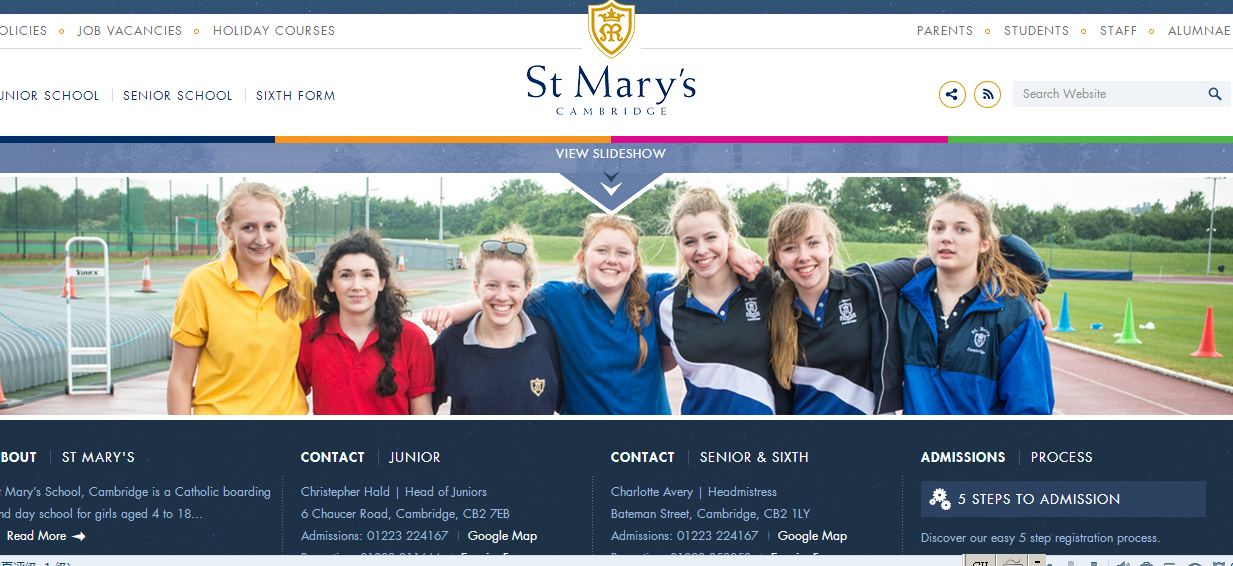 OLICIES JOB VACANCIES HOLIDAY COURSES
PARENTS STUDENTS STAFF ALUMNAE
UNIOR SCHOOL SENIOR SCHOOL SIXTH FORM
St Mary's
CAMBRIDGE
Search Website
VIEW SLIDESHOW
BOUT | ST MARY'S
t Mary's School, Cambridge is a Catholic boarding
nd day school for girls aged 4 to 18...
Read More
CONTACT | JUNIOR
Christepher Hald | Head of Juniors
6 Chaucer Road, Cambridge, CB2 7EB
Admissions: 01223 224167 | Google Map
CONTACT | SENIOR & SIXTH
Charlotte Avery | Headmistress
Bateman Street, Cambridge, CB2 1LY
Admissions: 01223 224167 | Google Map
ADMISSIONS | PROCESS
5 STEPS TO ADMISSION
Discover our easy 5 step registration process.